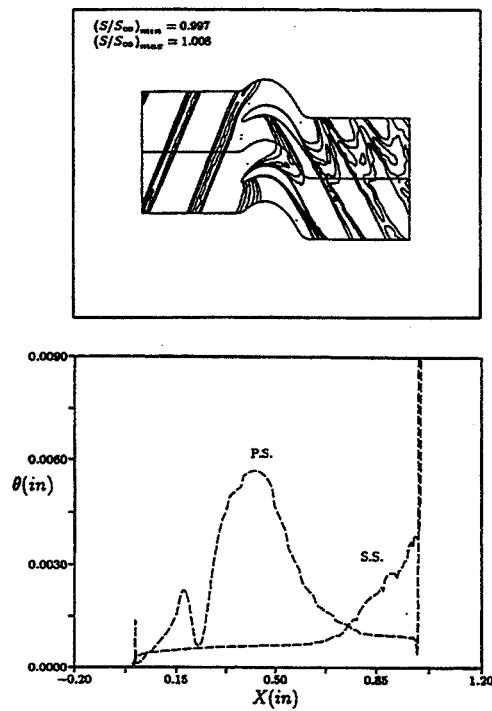 (S/S∞)min = 0.997
(S/S∞)max = 1.008
0.0090
0.0060
θ(in)
0.0030
0.0000
P.S.
S.S.
-0.20
0.15
0.50
0.85
1.20
X(in)